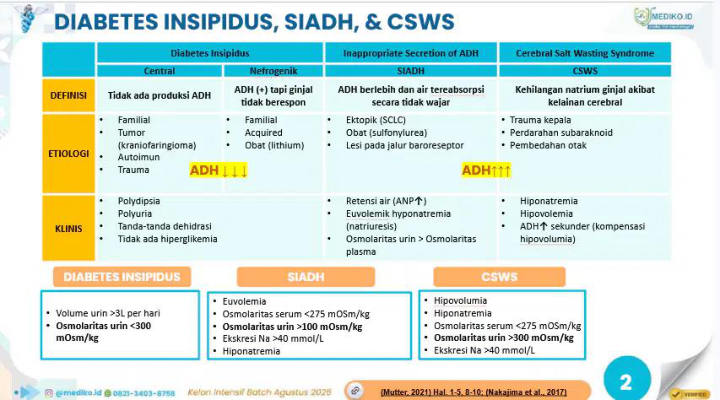 DIABETES INSIPIDUS, SIADH, & CSWS
MEDIKO.ID
Diabetes Insipidus
Inappropriate Secretion of ADH
Cerebral Salt Wasting Syndrome
Central
Nefrogenik
SIADH
CSWS
DEFINISI
Tidak ada produksi ADH
ADH (+) tapi ginjal
tidak berespon
ADH berlebih dan air tereabsorpsi
secara tidak wajar
Kehilangan natrium ginjal akibat
kelainan cerebral
ETIOLOGI
• Familial
• Tumor
(kraniofaringioma)
• Autoimun
• Trauma
• Familial
• Acquired
• Obat (lithium)
ADH ↓ ↓ ↓
• Ektopik (SCLC)
• Obat (sulfonylurea)
• Lesi pada jalur baroreseptor
• Trauma kepala
• Perdarahan subaraknoid
• Pembedahan otak
ADH↑↑↑
KLINIS
• Polydipsia
• Polyuria
• Tanda-tanda dehidrasi
• Tidak ada hiperglikemia
• Retensi air (ANP↑)
• Euvolemik hyponatremia
(natriuresis)
• Osmolaritas urin > Osmolaritas
plasma
• Hiponatremia
• Hipovolemia
• ADH↑ sekunder (kompensasi
hipovolumia)
DIABETES INSIPIDUS
• Volume urin >3L per hari
• Osmolaritas urin <300
mOsm/kg
SIADH
• Euvolemia
• Osmolaritas serum <275 mOSm/kg
• Osmolaritas urin >100 mOsm/kg
• Ekskresi Na >40 mmol/L
• Hiponatremia
CSWS
• Hipovolumia
• Hiponatremia
• Osmolaritas serum <275 mOSm/kg
• Osmolaritas urin >300 mOsm/kg
• Ekskresi Na >40 mmol/L
@mediko.id 0821-3403-8758 Kelan Intensif Batch Agustus 2025
(Mutter, 2021) Hal. 1-5, 8-10; (Nakajima et al., 2017)
2
VERIFIED